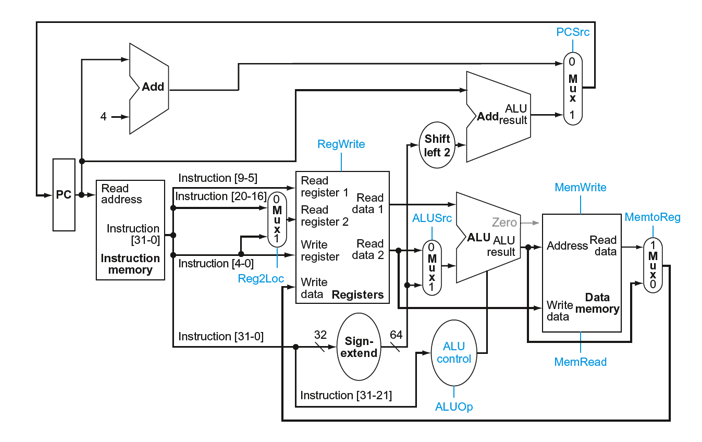 PCSrc
0
M
u
x
1
Add
4
Add
ALU
result
Shift
left 2
RegWrite
PC
Read
address
Instruction
[31-0]
Instruction
memory
Instruction [9-5]
Instruction [20-16]
0
M
u
x
1
Reg2Loc
Instruction [4-0]
Read
register 1
Read
register 2
Write
register
Write
data
Read
data 1
Read
data 2
Registers
ALUSrc
0
M
u
x
1
Zero
ALU
ALU
result
MemWrite
Address
Read
data
Write
data
Data
memory
MemRead
MemtoReg
1
M
u
x
0
Instruction [31-0]
32
Sign-
extend
64
ALU
control
ALUOp
Instruction [31-21]